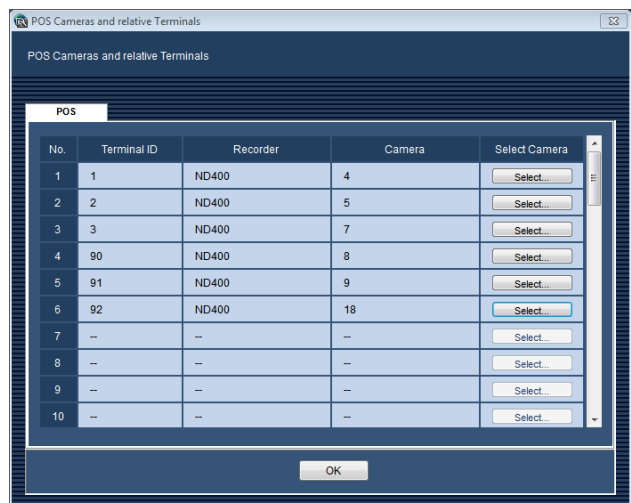 POS Cameras and relative Terminals
POS Cameras and relative Terminals
POS
No. Terminal ID Recorder Camera Select Camera
1 1 ND400 4 Select...
2 2 ND400 5 Select...
3 3 ND400 7 Select...
4 90 ND400 8 Select...
5 91 ND400 9 Select...
6 92 ND400 18 Select...
7 -- -- -- Select...
8 -- -- -- Select...
9 -- -- -- Select...
10 -- -- -- Select...
OK